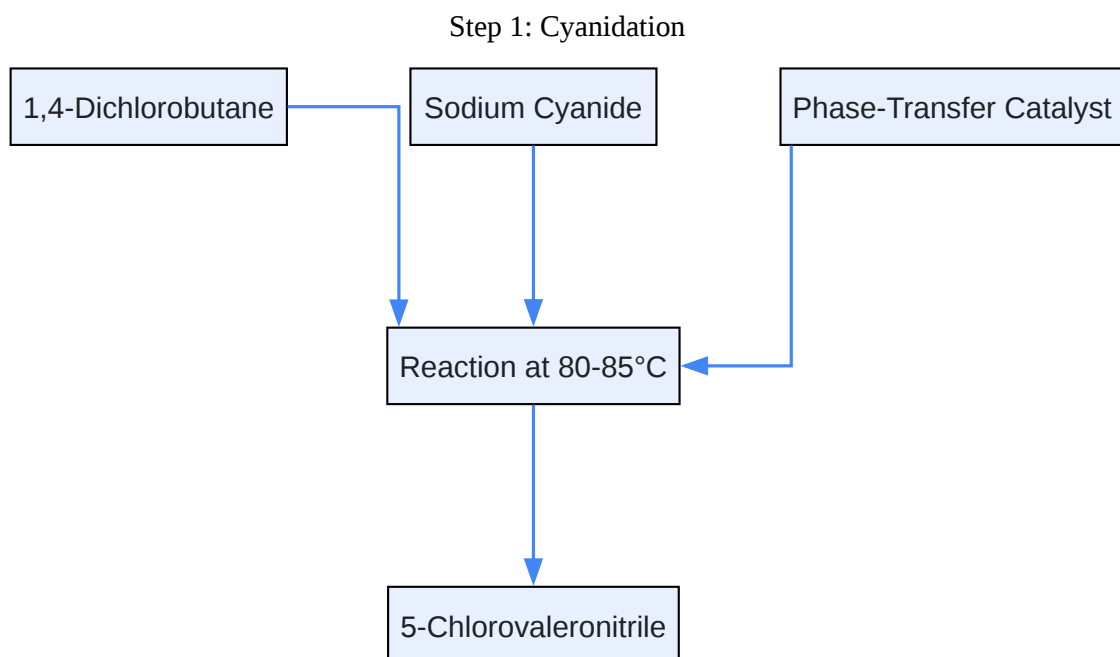 Step 1: Cyanidation
1,4-Dichlorobutane
Sodium Cyanide
Phase-Transfer Catalyst
Reaction at 80-85°C
5-Chlorovaleronitrile